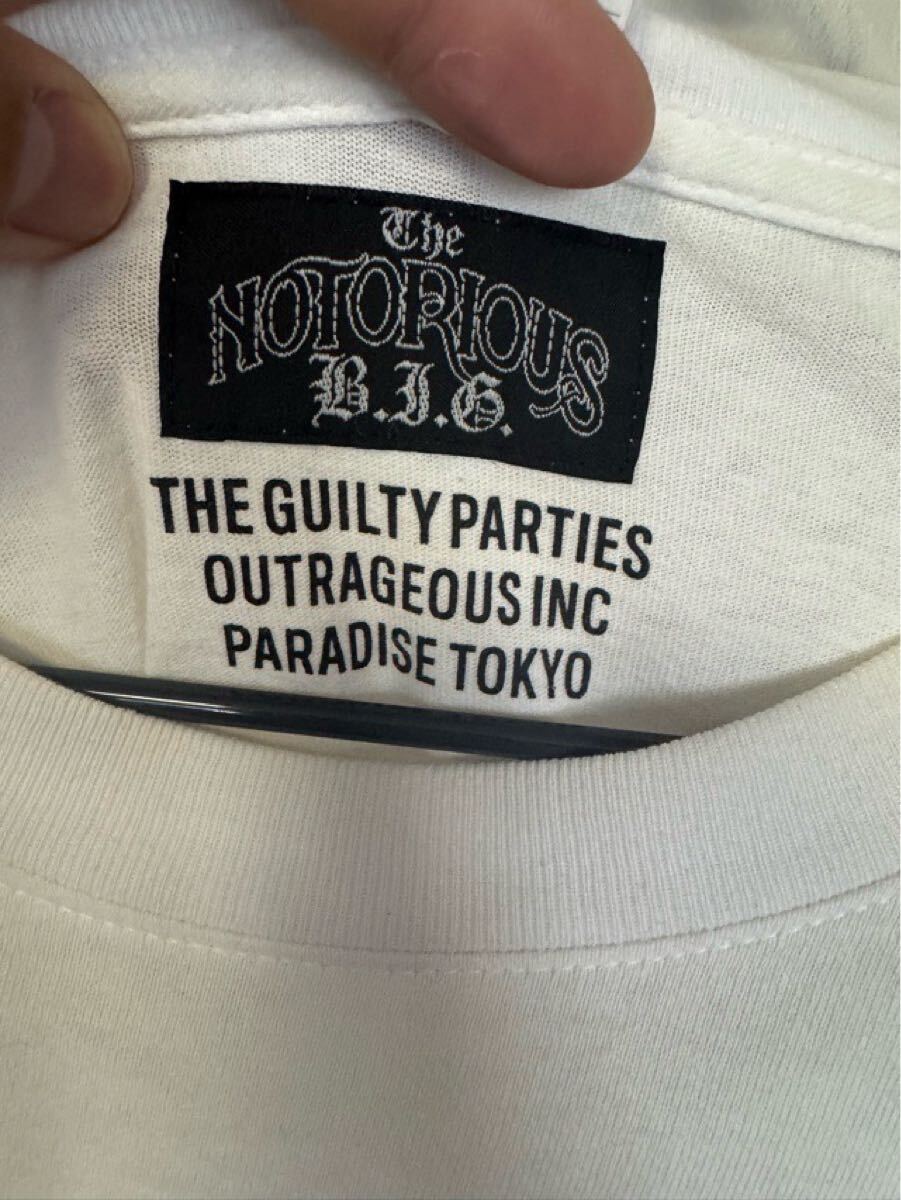 The
NOTORIOUS
B.I.G.
THE GUILTY PARTIES
OUTRAGEOUS INC
PARADISE TOKYO